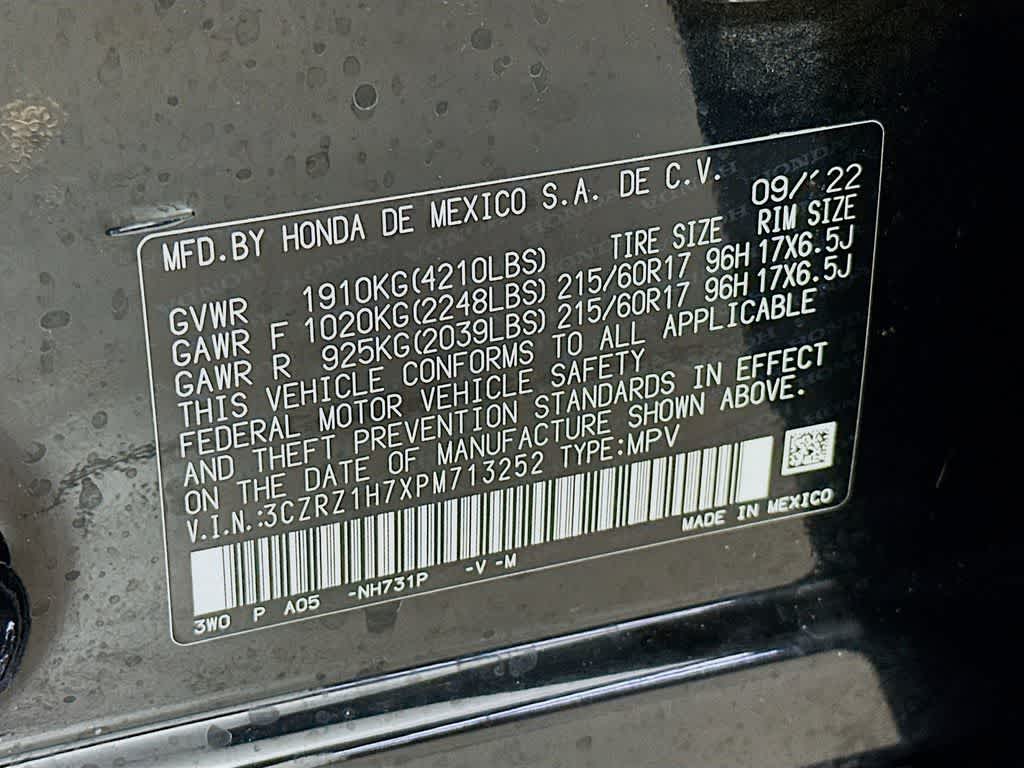 MFD.BY HONDA DE MEXICO S.A. DE C.V. 09/22
TIRE SIZE RIM SIZE
GVWR 1910KG(4210LBS)
GAWR F 1020KG(2248LBS) 215/60R17 96H 17X6.5J
GAWR R 925KG(2039LBS) 215/60R17 96H 17X6.5J
THIS VEHICLE CONFORMS TO ALL APPLICABLE
FEDERAL MOTOR VEHICLE SAFETY
AND THEFT PREVENTION STANDARDS IN EFFECT
ON THE DATE OF MANUFACTURE SHOWN ABOVE.
V.I.N.:3CZRZ1H7XPM713252 TYPE:MPV
MADE IN MEXICO
3W0 P A05 -NH731P -V -M